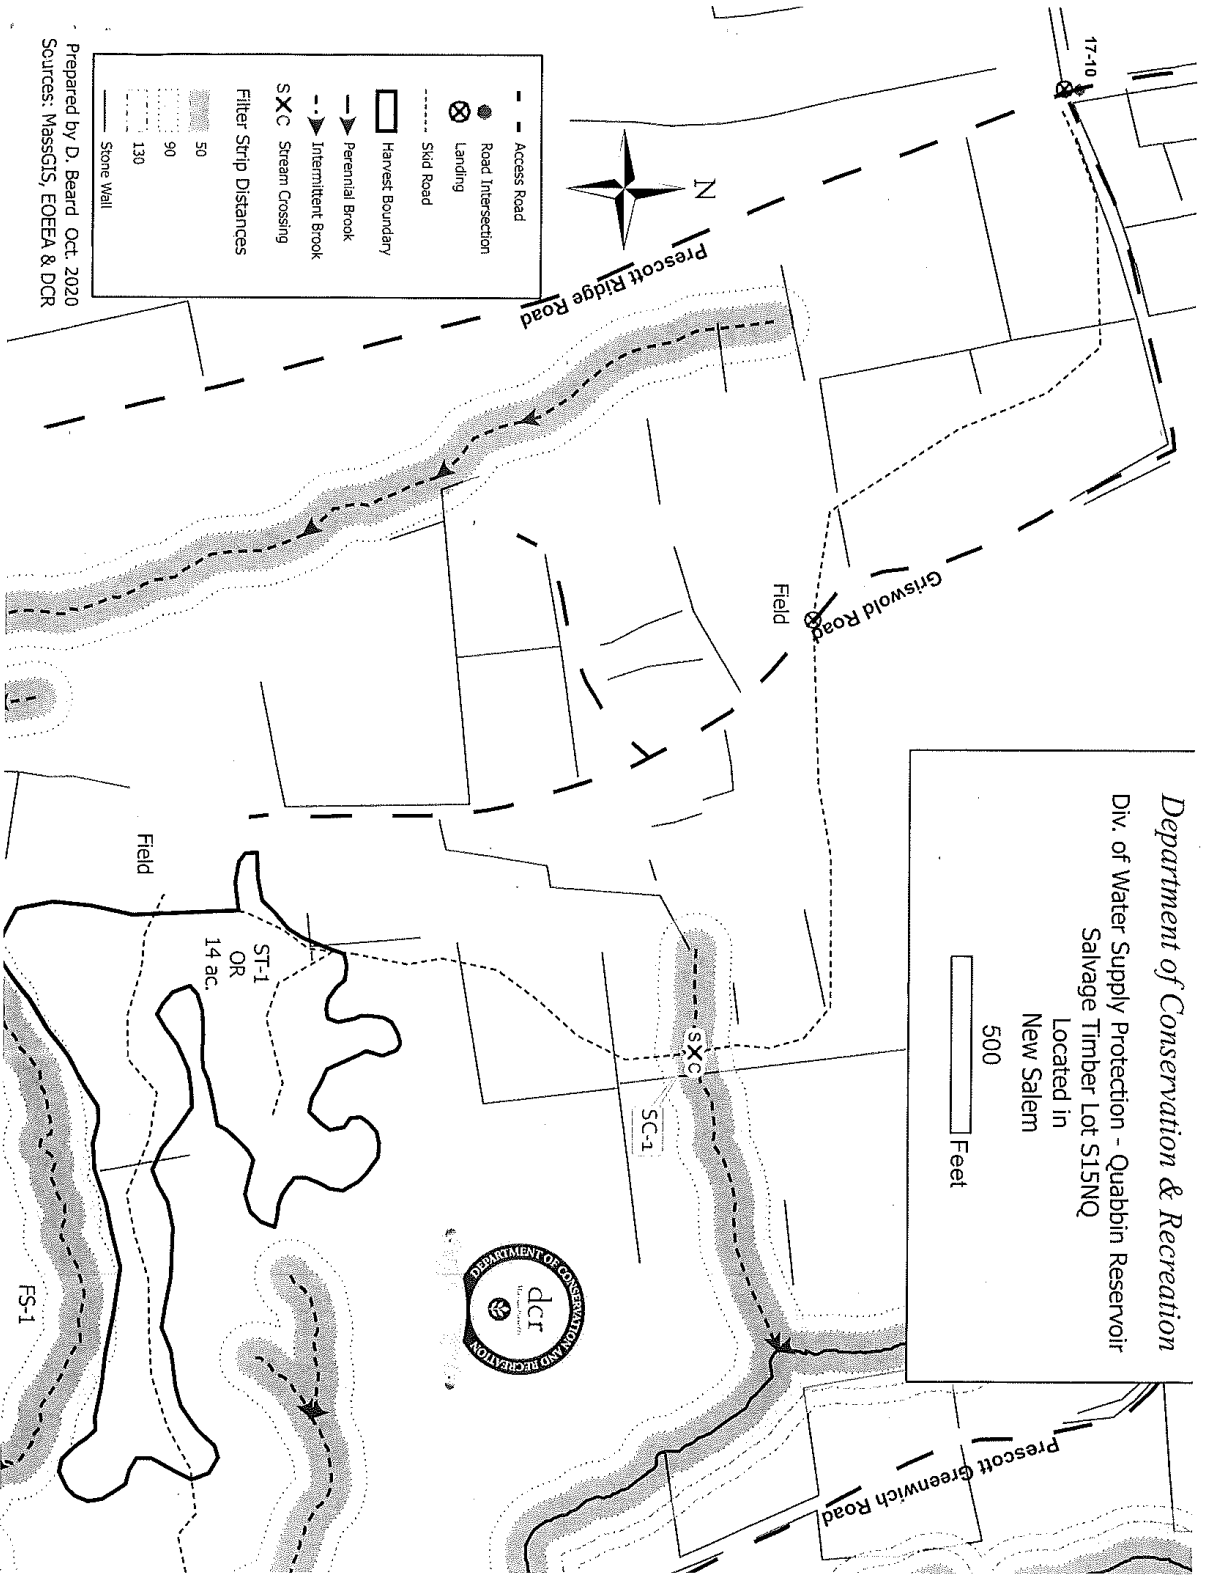 Department of Conservation & Recreation
Div. of Water Supply Protection - Quabbin Reservoir
Salvage Timber Lot S15NQ
Located in
New Salem
500
Feet
17-10
Griswold Road
Field
Prescott Ridge Road
N
Access Road
Road Intersection
Landing
Skid Road
Harvest Boundary
Perennial Brook
Intermittent Brook
SXC Stream Crossing
Filter Strip Distances
50
90
130
Stone Wall
Prepared by D. Beard Oct. 2020
Sources: MassGIS, EOEEA & DCR
SXC
SC-1
Prescott Greenwich Road
Field
ST-1
OR
14 ac.
FS-1
DEPARTMENT OF CONSERVATION AND RECREATION
dcr